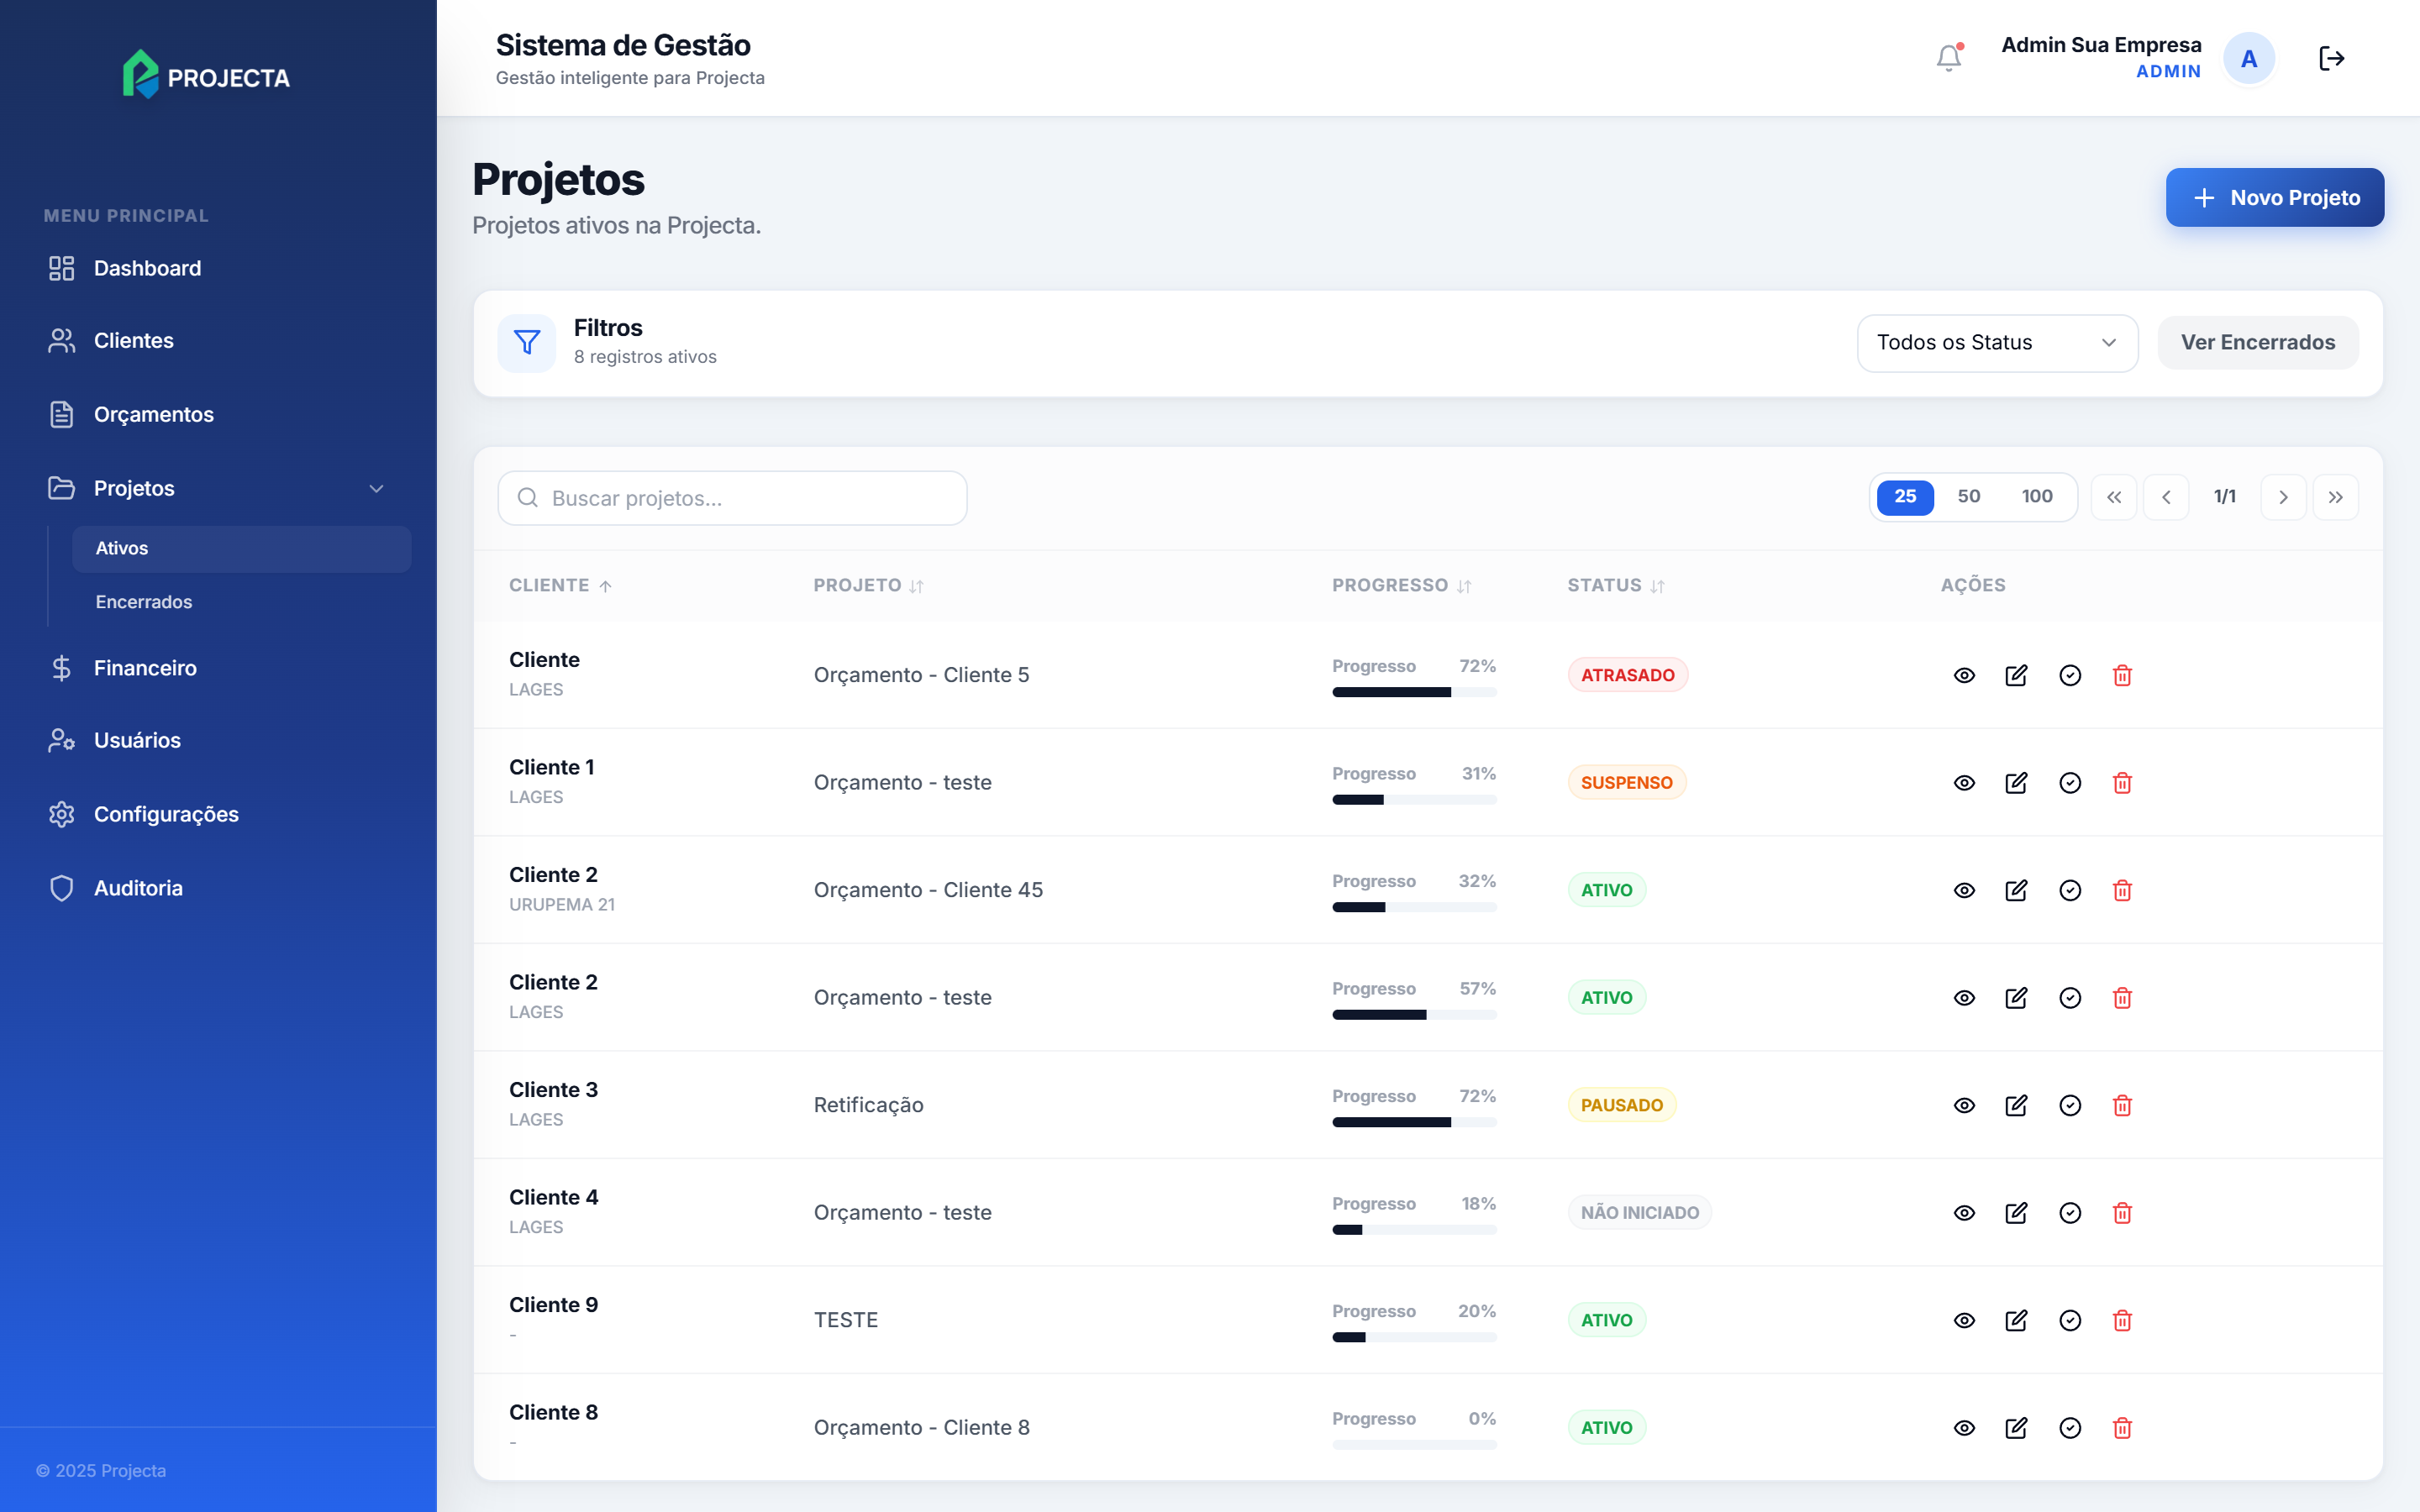 PROJECTA
MENU PRINCIPAL
Dashboard
Clientes
Orçamentos
Projetos
Ativos
Encerrados
Financeiro
Usuários
Configurações
Auditoria
© 2025 Projecta
Sistema de Gestão
Gestão inteligente para Projecta
Admin Sua Empresa
ADMIN
A
Projetos
Projetos ativos na Projecta.
Novo Projeto
Filtros
8 registros ativos
Todos os Status
Ver Encerrados
Buscar projetos...
25 50 100
1/1
CLIENTE PROJETO PROGRESSO STATUS AÇÕES
Cliente
LAGES
Orçamento - Cliente 5
Progresso 72%
ATRASADO
Cliente 1
LAGES
Orçamento - teste
Progresso 31%
SUSPENSO
Cliente 2
URUPEMA 21
Orçamento - Cliente 45
Progresso 32%
ATIVO
Cliente 2
LAGES
Orçamento - teste
Progresso 57%
ATIVO
Cliente 3
LAGES
Retificação
Progresso 72%
PAUSADO
Cliente 4
LAGES
Orçamento - teste
Progresso 18%
NÃO INICIADO
Cliente 9
-
TESTE
Progresso 20%
ATIVO
Cliente 8
-
Orçamento - Cliente 8
Progresso 0%
ATIVO